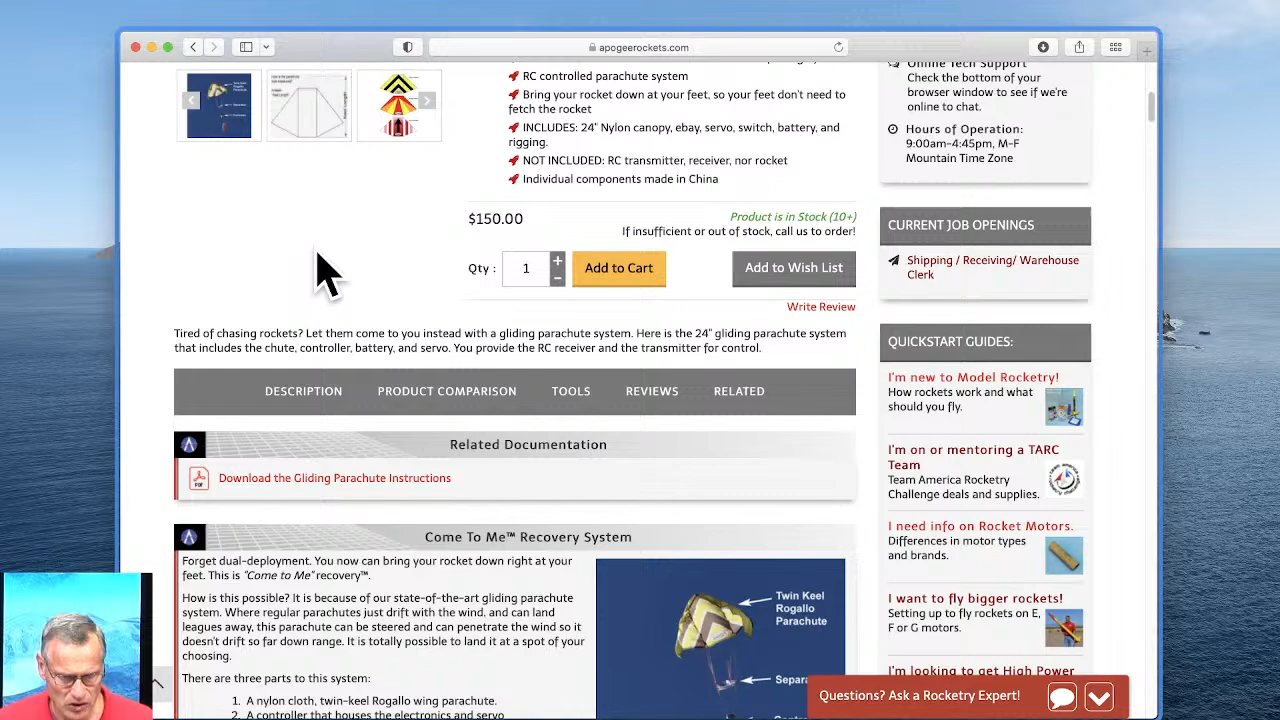 apogeerockets.com
RC controlled parachute system
Bring your rocket down at your feet, so your feet don't need to
fetch the rocket
INCLUDES: 24" Nylon canopy, ebay, servo, switch, battery, and
rigging.
NOT INCLUDED: RC transmitter, receiver, nor rocket
Individual components made in China
$150.00
Product is in Stock (10+)
If insufficient or out of stock, call us to order!
Qty :
1
+
−
Add to Cart
Add to Wish List
Write Review
Tired of chasing rockets? Let them come to you instead with a gliding parachute system. Here is the 24" gliding parachute system
that includes the chute, controller, battery, and servo. You provide the RC receiver and the transmitter for control.
DESCRIPTION PRODUCT COMPARISON TOOLS REVIEWS RELATED
Related Documentation
PDF
Download the Gliding Parachute Instructions
Come To Me™ Recovery System
Forget dual-deployment. You now can bring your rocket down right at your
feet. This is "Come to Me" recovery™.
How is this possible? It is because of our state-of-the-art gliding parachute
system. Where regular parachutes just drift with the wind, and can land
leagues away, this parachute can be steered and can penetrate the wind so it
doesn't drift so far down range. It is totally possible to land it at a spot of your
choosing.
There are three parts to this system:
1. A nylon cloth, twin-keel Rogallo wing parachute.
2. A controller that houses the electronics and servo
Twin Keel
Rogallo
Parachute
Online Tech Support
Check the bottom of your
browser window to see if we're
online to chat.
Hours of Operation:
9:00am-4:45pm, M-F
Mountain Time Zone
CURRENT JOB OPENINGS
Shipping / Receiving/ Warehouse
Clerk
QUICKSTART GUIDES:
I'm new to Model Rocketry!
How rockets work and what
should you fly.
I'm on or mentoring a TARC
Team
Team America Rocketry
Challenge deals and supplies.
I need info on Rocket Motors.
Differences in motor types
and brands.
I want to fly bigger rockets!
Setting up to fly rockets on E,
F or G motors.
I'm looking to get High Power
Questions? Ask a Rocketry Expert!